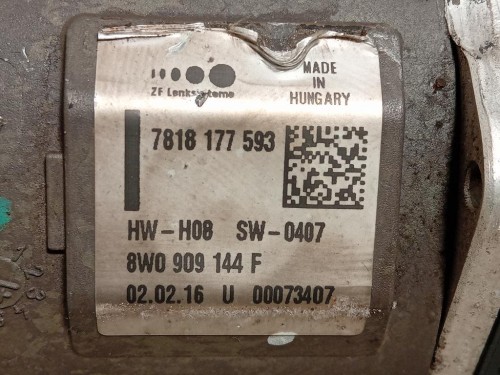 ZF Lenksysteme
MADE
IN
HUNGARY
7818 177 593
HW-H08 SW-0407
8W0 909 144 F
02.02.16 U 00073407